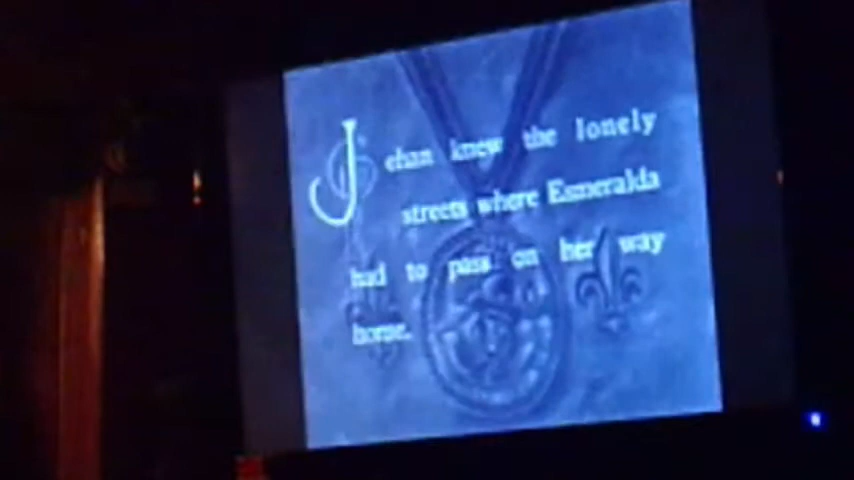 Jehan knew the lonely
streets where Esmeralda
had to pass on her way
home.